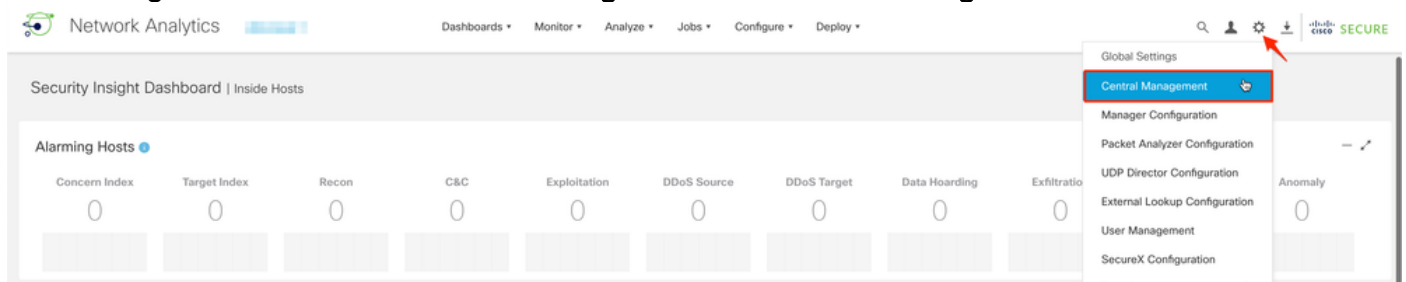 Network Analytics
Dashboards Monitor Analyze Jobs Configure Deploy
cisco SECURE
Global Settings
Security Insight Dashboard | Inside Hosts
Central Management
Manager Configuration
Alarming Hosts
Packet Analyzer Configuration
UDP Director Configuration
Concern Index Target Index Recon C&C Exploitation DDoS Source DDoS Target Data Hoarding Exfiltratio Anomaly
0 0 0 0 0 0 0 0 0 0
External Lookup Configuration
User Management
SecureX Configuration